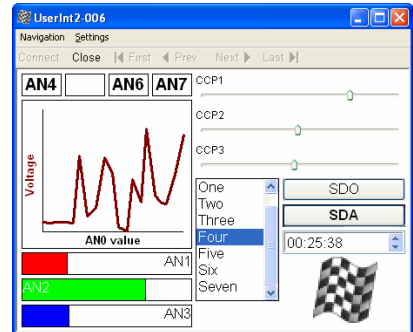 UserInt2-006
Navigation Settings
Connect Close First Prev Next Last
AN4 AN6 AN7
CCP1
CCP2
CCP3
Voltage
AN0 value
AN1
AN2
AN3
One
Two
Three
Four
Five
Six
Seven
SDO
SDA
00:25:38